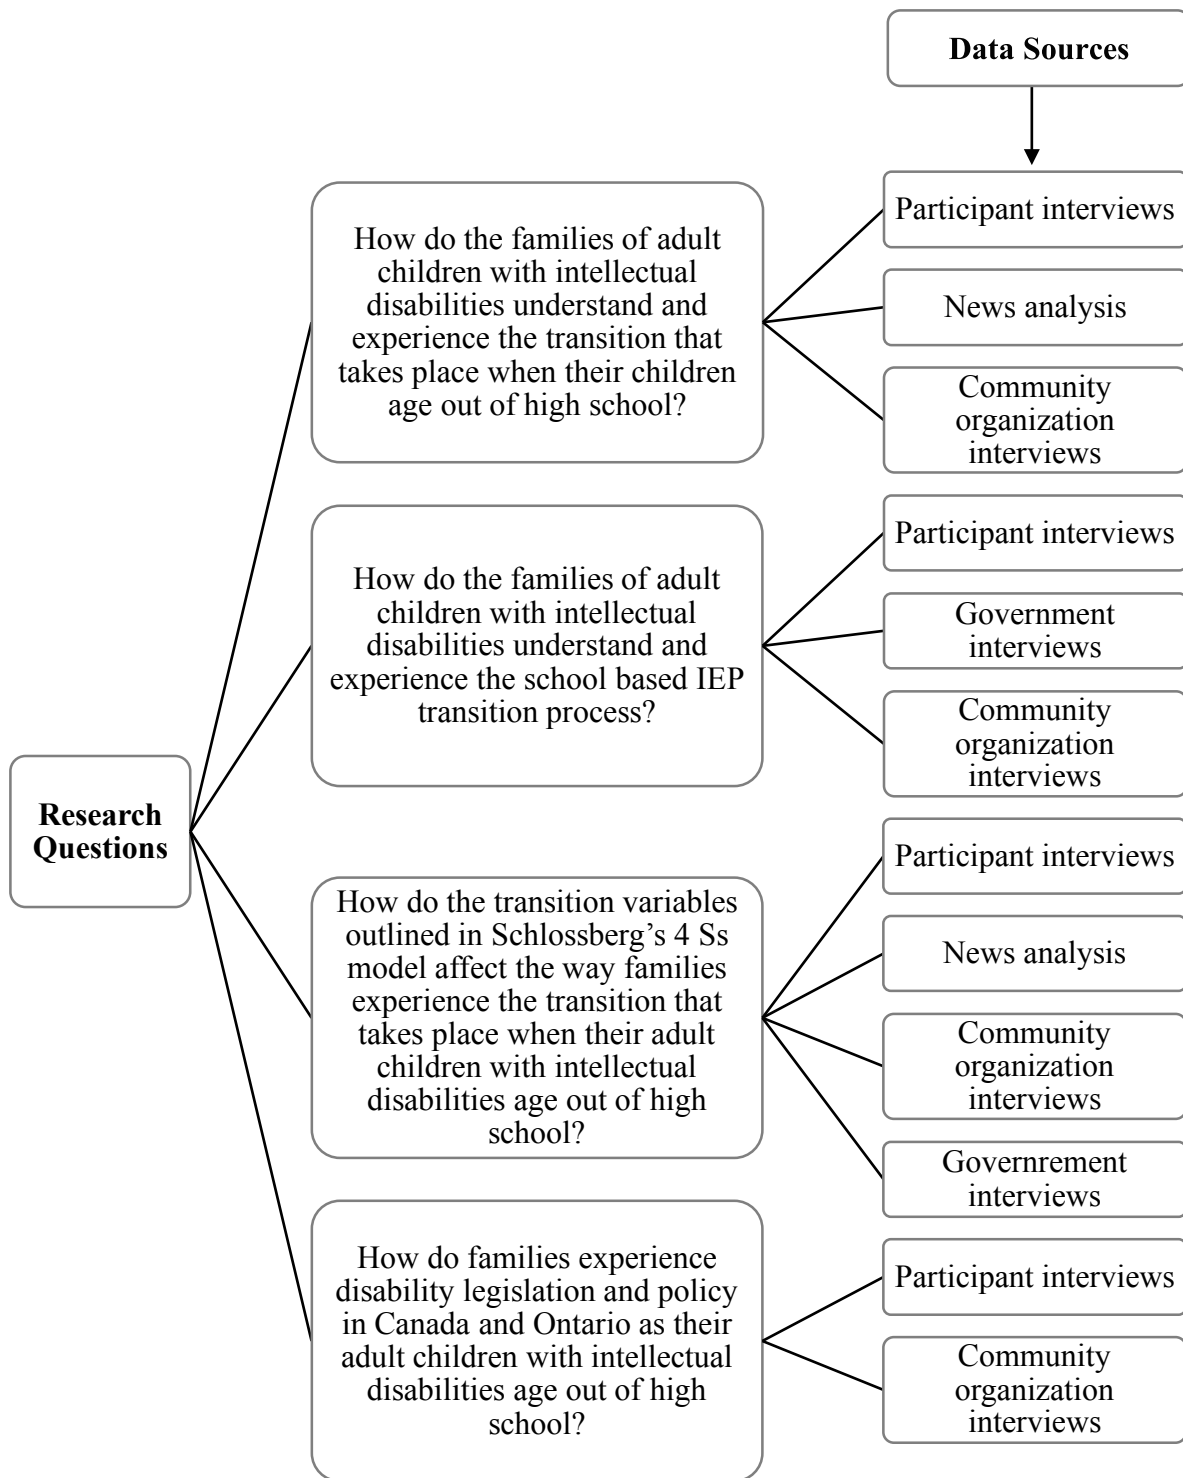 Data Sources
Research
Questions
How do the families of adult
children with intellectual
disabilities understand and
experience the transition that
takes place when their children
age out of high school?
Participant interviews
News analysis
Community
organization
interviews
How do the families of adult
children with intellectual
disabilities understand and
experience the school based IEP
transition process?
Participant interviews
Government
interviews
Community
organization
interviews
How do the transition variables
outlined in Schlossberg’s 4 Ss
model affect the way families
experience the transition that
takes place when their adult
children with intellectual
disabilities age out of high
school?
Participant interviews
News analysis
Community
organization
interviews
Governrement
interviews
How do families experience
disability legislation and policy
in Canada and Ontario as their
adult children with intellectual
disabilities age out of high
school?
Participant interviews
Community
organization
interviews